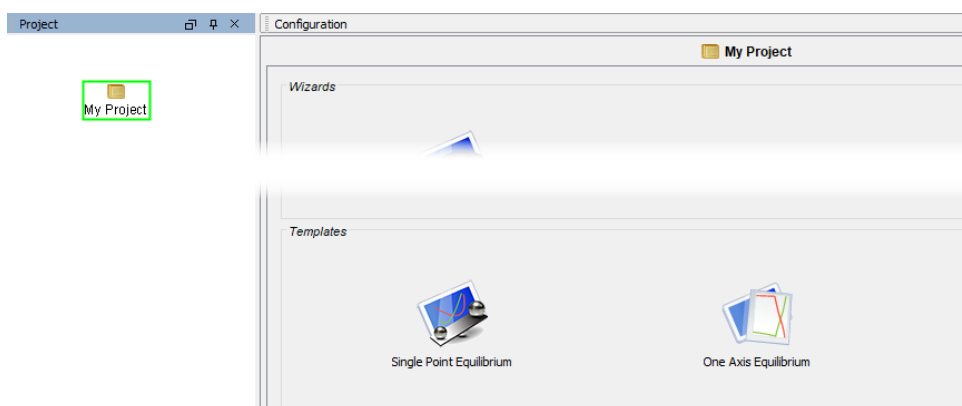 Project
Configuration
My Project
My Project
Wizards
Templates
Single Point Equilibrium
One Axis Equilibrium